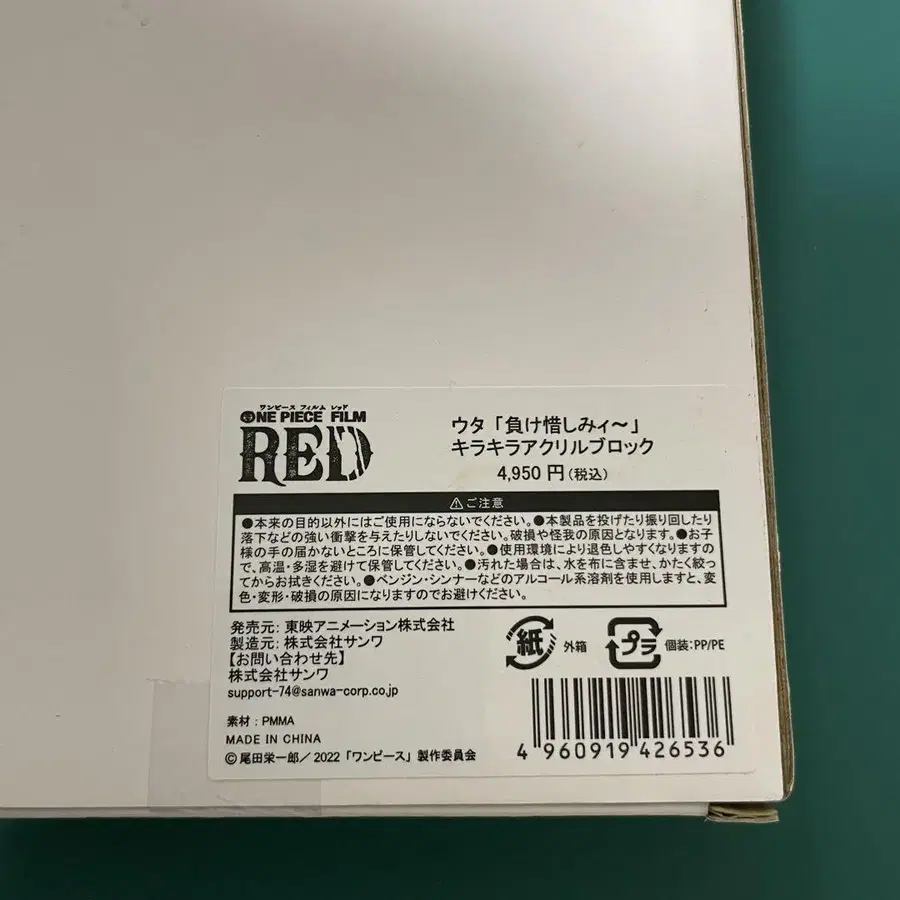 ワンピース フィルム レッド
ONE PIECE FILM
RED
ウタ「負け惜しみィ～」
キラキラアクリルブロック
4,950 円(税込)
⚠ご注意
●本来の目的以外にはご使用にならないでください。●本製品を投げたり振り回したり
落下などの強い衝撃を与えたりしないでください。破損や怪我の原因となります。●お子
様の手の届かないところに保管してください。●使用環境により退色しやすくなりますの
で、高温・多湿を避けて保管してください。●汚れた場合は、水を布に含ませ、かたく絞っ
てからお拭きください。●ベンジン・シンナーなどのアルコール系溶剤を使用しますと、変
色・変形・破損の原因になりますのでお避けください。
発売元: 東映アニメーション株式会社
製造元: 株式会社サンワ
【お問い合わせ先】
株式会社サンワ
support-74@sanwa-corp.co.jp
紙 外箱
プラ 個装:PP/PE
素材 : PMMA
MADE IN CHINA
©尾田栄一郎／2022「ワンピース」製作委員会
4 960919 426536